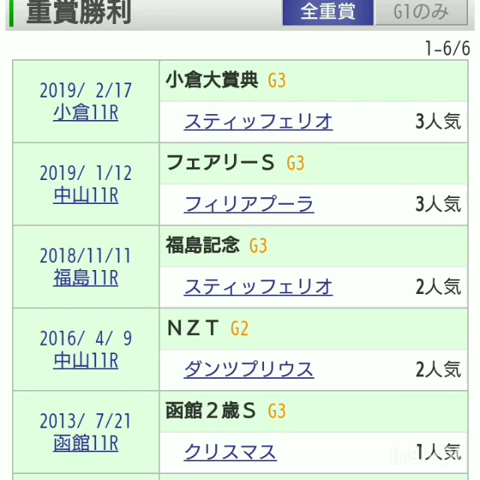 重賞勝利
全重賞
G1のみ
1-6/6
2019/ 2/17
小倉11R
小倉大賞典 G3
スティッフェリオ
3人気
2019/ 1/12
中山11R
フェアリーS G3
フィリアプーラ
3人気
2018/11/11
福島11R
福島記念 G3
スティッフェリオ
2人気
2016/ 4/ 9
中山11R
NZT G2
ダンツプリウス
2人気
2013/ 7/21
函館11R
函館2歳S G3
クリスマス
1人気